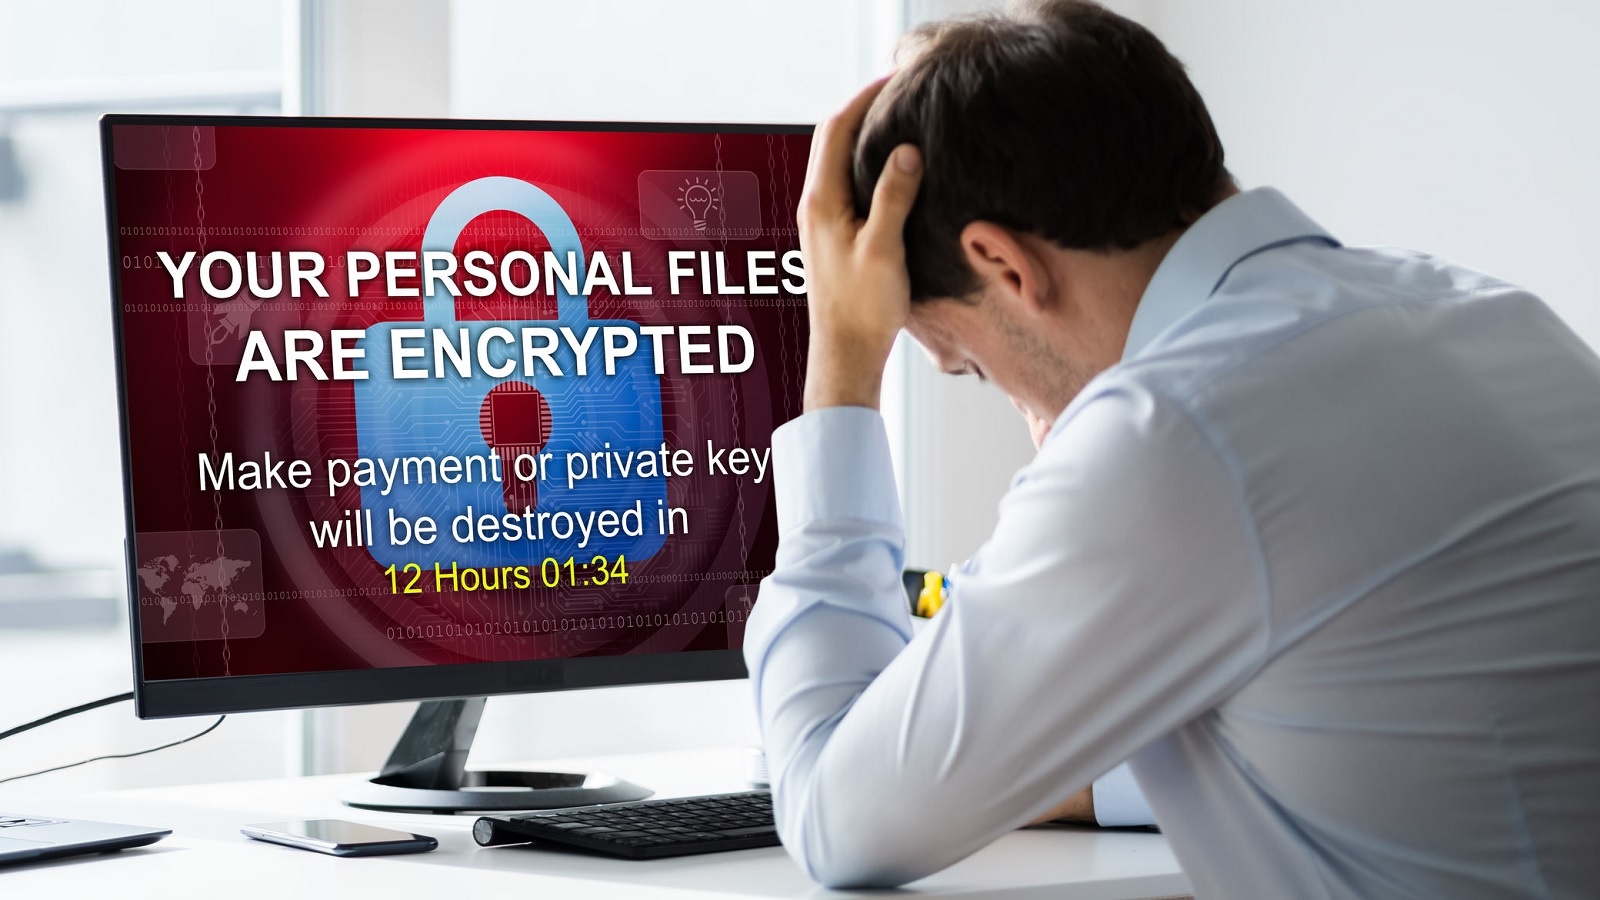 YOUR PERSONAL FILES
ARE ENCRYPTED
Make payment or private key
will be destroyed in
12 Hours 01:34